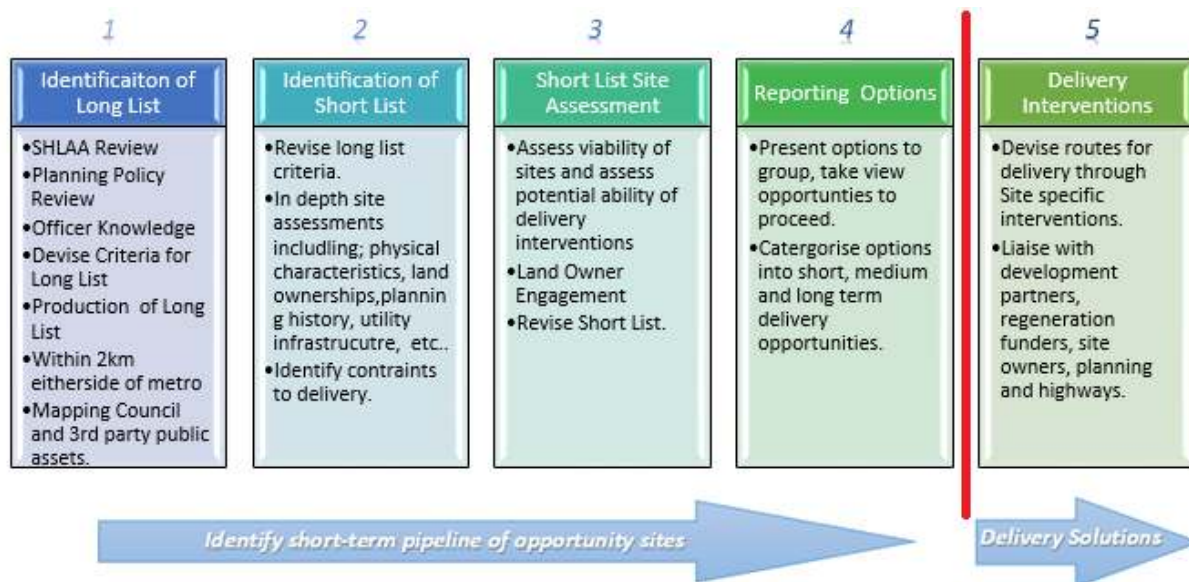 1
2
3
4
5
Identificaiton of
Long List
•SHLAA Review
•Planning Policy
Review
•Officer Knowledge
•Devise Criteria for
Long List
•Production of Long
List
•Within 2km
eitherside of metro
•Mapping Council
and 3rd party public
assets.
Identification of
Short List
•Revise long list
criteria.
•In depth site
assessments
includling; physical
characteristics, land
ownerships,plannin
g history, utility
infrastrucutre, etc..
•Identify contraints
to delivery.
Short List Site
Assessment
•Assess viability of
sites and assess
potential ability of
delivery
interventions
•Land Owner
Engagement
•Revise Short List.
Reporting Options
•Present options to
group, take view
opportunties to
proceed.
•Catergorise options
into short, medium
and long term
delivery
opportunities.
Delivery
Interventions
•Devise routes for
delivery through
Site specific
interventions.
•Liaise with
development
partners,
regeneration
funders, site
owners, planning
and highways.
Identify short-term pipeline of opportunity sites
Delivery Solutions